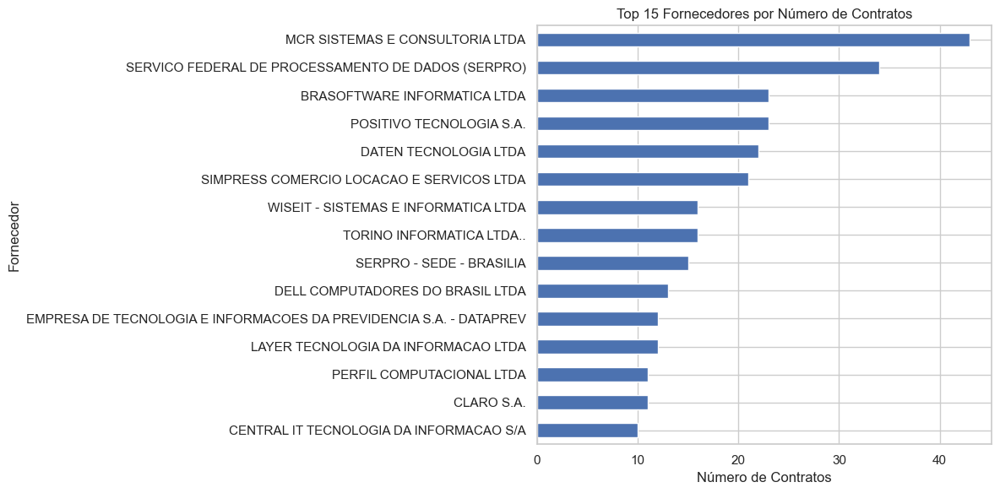 Top 15 Fornecedores por Número de Contratos
Fornecedor
MCR SISTEMAS E CONSULTORIA LTDA
SERVICO FEDERAL DE PROCESSAMENTO DE DADOS (SERPRO)
BRASOFTWARE INFORMATICA LTDA
POSITIVO TECNOLOGIA S.A.
DATEN TECNOLOGIA LTDA
SIMPRESS COMERCIO LOCACAO E SERVICOS LTDA
WISEIT - SISTEMAS E INFORMATICA LTDA
TORINO INFORMATICA LTDA..
SERPRO - SEDE - BRASILIA
DELL COMPUTADORES DO BRASIL LTDA
EMPRESA DE TECNOLOGIA E INFORMACOES DA PREVIDENCIA S.A. - DATAPREV
LAYER TECNOLOGIA DA INFORMACAO LTDA
PERFIL COMPUTACIONAL LTDA
CLARO S.A.
CENTRAL IT TECNOLOGIA DA INFORMACAO S/A
0 10 20 30 40
Número de Contratos